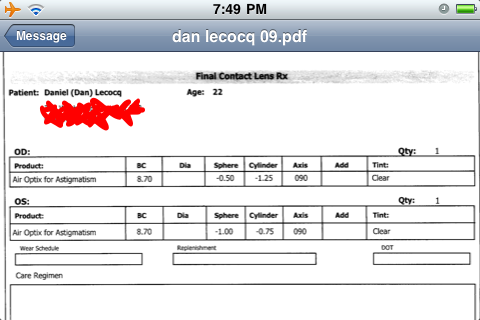 7:49 PM
Message
dan lecocq 09.pdf
Final Contact Lens Rx
Patient: Daniel (Dan) Lecocq Age: 22
OD: Qty: 1
Product: BC Dia Sphere Cylinder Axis Add Tint:
Air Optix for Astigmatism 8.70 -0.50 -1.25 090 Clear
OS: Qty: 1
Product: BC Dia Sphere Cylinder Axis Add Tint:
Air Optix for Astigmatism 8.70 -1.00 -0.75 090 Clear
Wear Schedule Replenishment DOT
Care Regimen